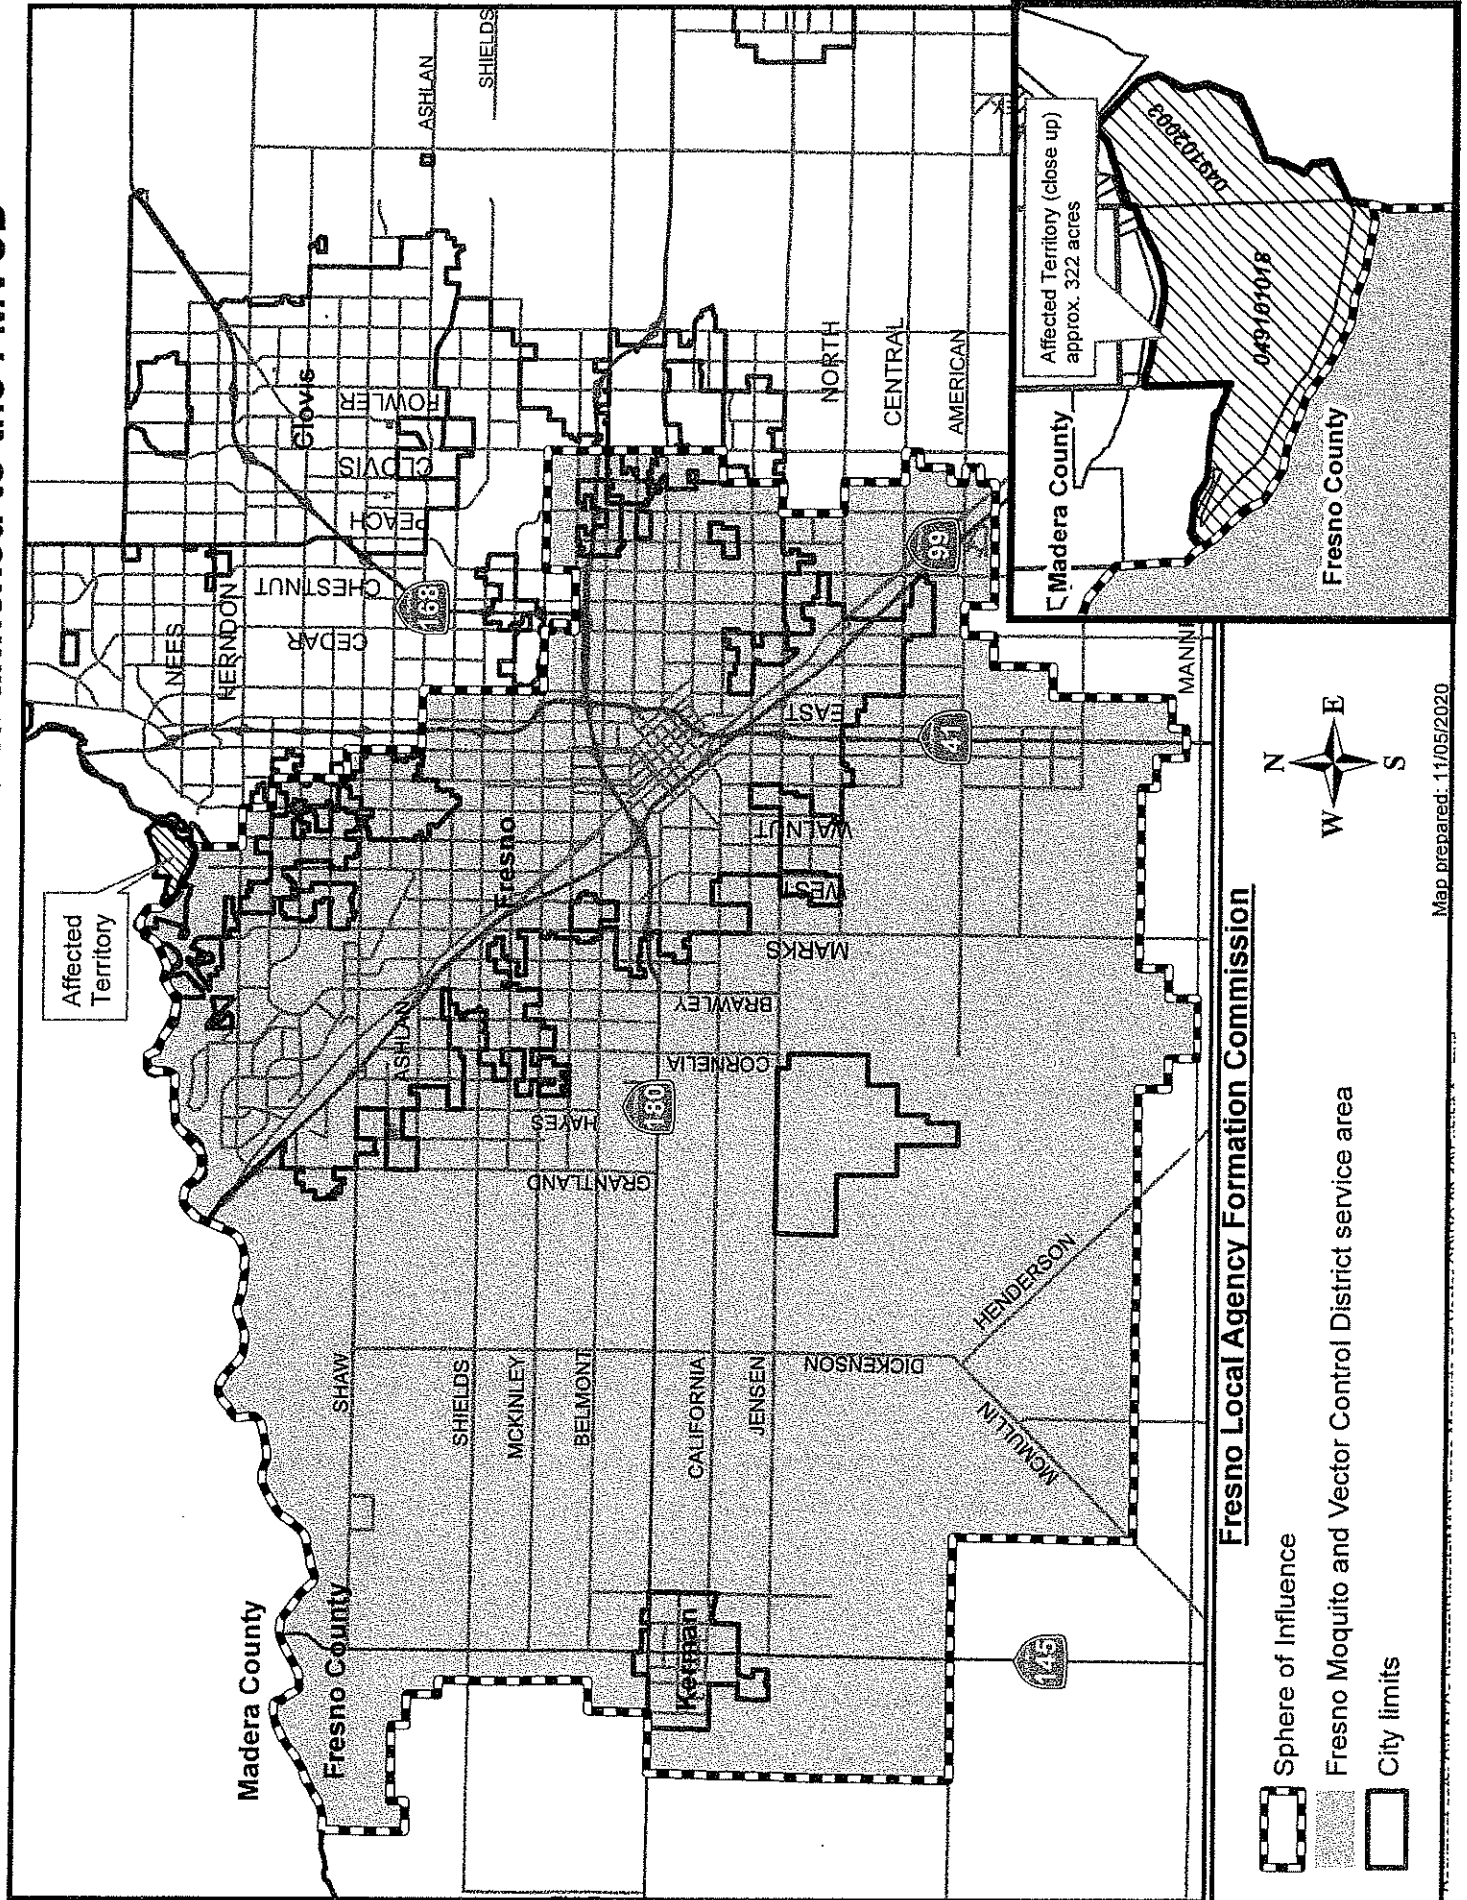 Affected
Territory
Madera County
Fresno County
NEES
HERNDON
CHESTNUT
CEDAR
PEACH
CLOVIS
FOWLER
Clovis
ASHLAN
SHIELDS
168
SHAW
ASHLAN
Fresno
SHIELDS
MCKINLEY
BELMONT
HAYES
GRANTLAND
180
CALIFORNIA
JENSEN
CORNELIA
BRAWLEY
MARKS
WEST
WALNUT
EAST
41
99
NORTH
CENTRAL
AMERICAN
Kerman
DICKENSON
HENDERSON
MCMULLIN
145
Madera County
Affected Territory (close up)
approx. 322 acres
049102003
049101018
Fresno County
Fresno Local Agency Formation Commission
Sphere of Influence
Fresno Moquito and Vector Control District service area
City limits
N
W
E
S
Map prepared: 11/05/2020